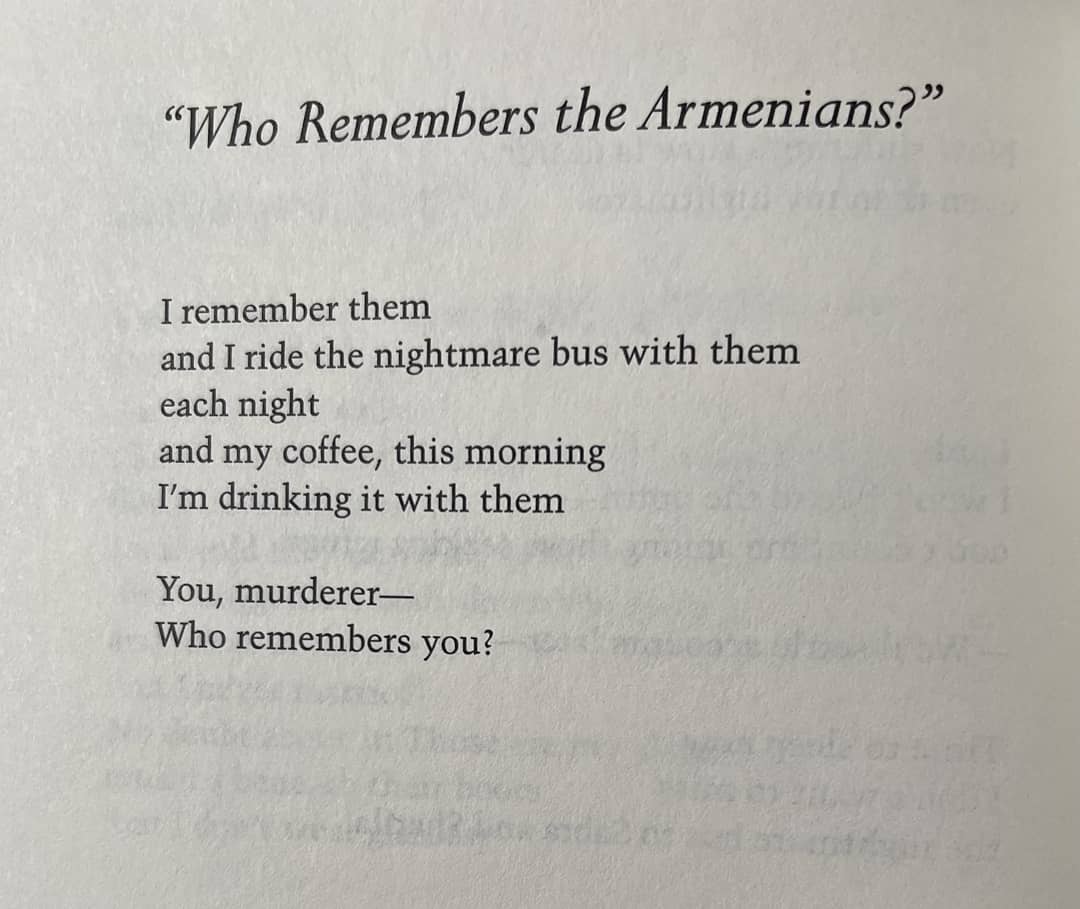 “Who Remembers the Armenians?”
I remember them
and I ride the nightmare bus with them
each night
and my coffee, this morning
I'm drinking it with them
You, murderer—
Who remembers you?